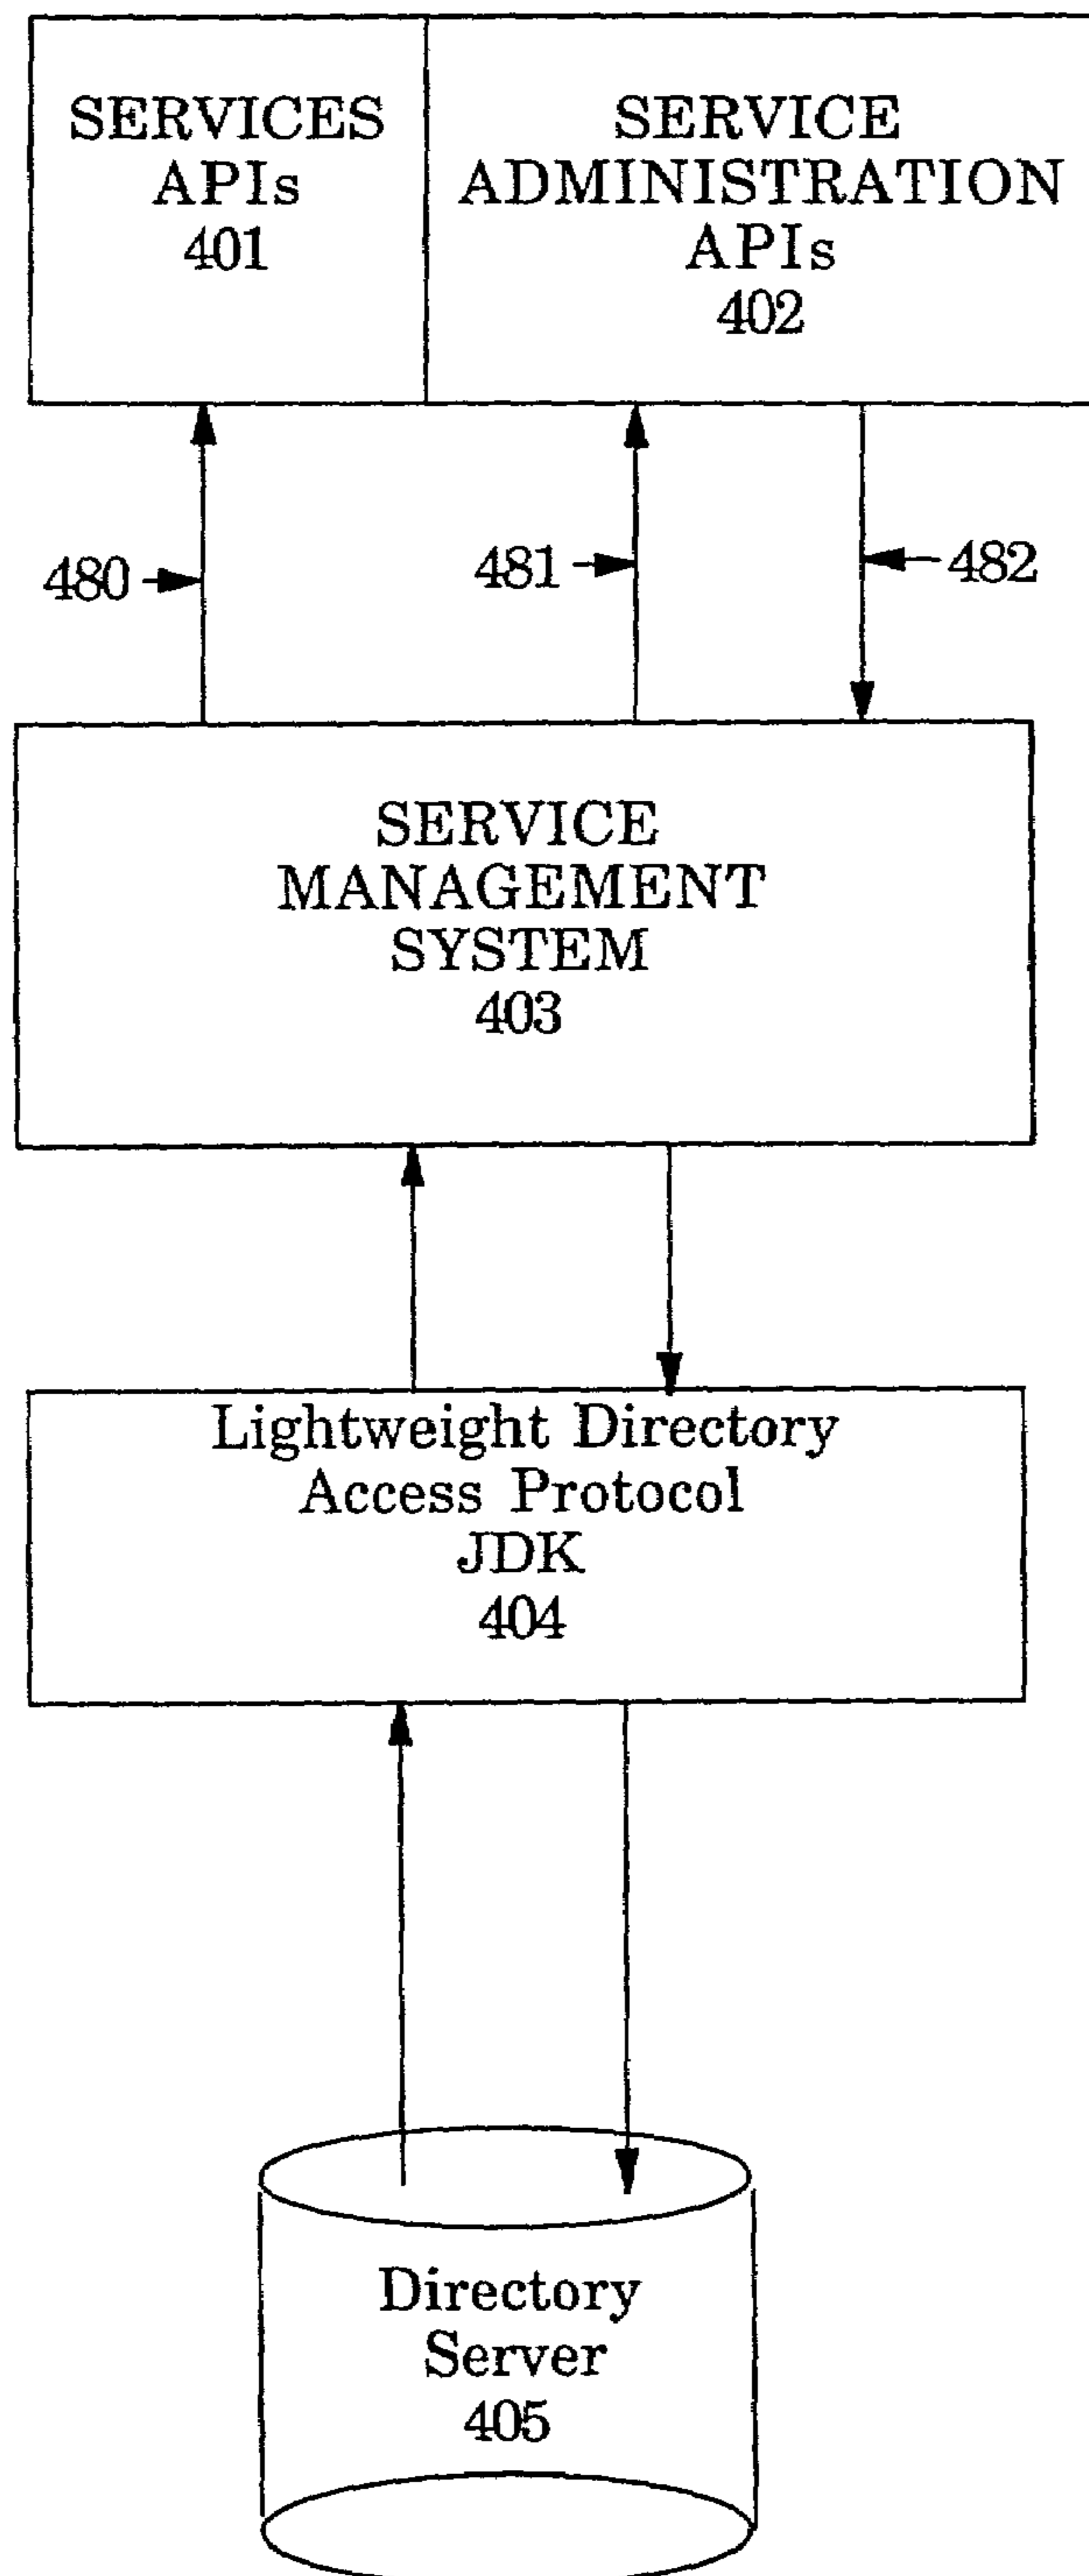 SERVICES
APIs
401
SERVICE
ADMINISTRATION
APIs
402
480
481
482
SERVICE
MANAGEMENT
SYSTEM
403
Lightweight Directory
Access Protocol
JDK
404
Directory
Server
405